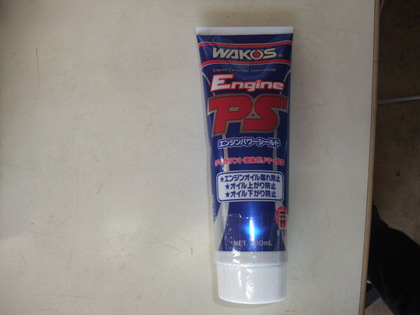 WAKO'S
Engine
PS
エンジンパワーシールド
★エンジンオイル漏れ防止
★オイル上がり防止
★オイル下がり防止
NET